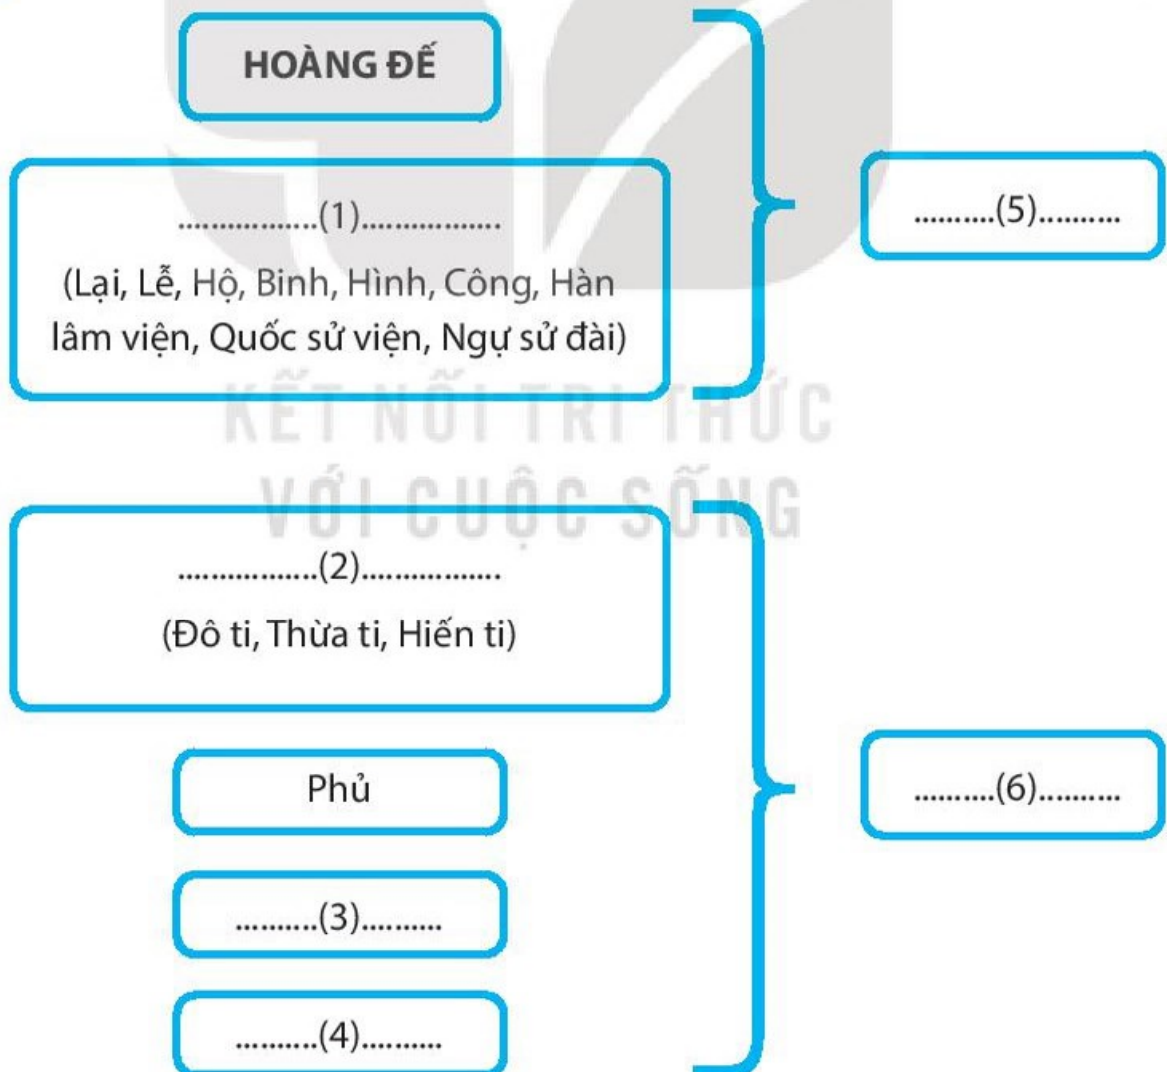 HOÀNG ĐẾ
.................(1).................
(Lại, Lễ, Hộ, Binh, Hình, Công, Hàn
lâm viện, Quốc sử viện, Ngự sử đài)
..........(5)..........
KẾT NỐI TRI THỨC
VỚI CUỘC SỐNG
.................(2).................
(Đô ti, Thừa ti, Hiến ti)
Phủ
..........(6)..........
..........(3)..........
..........(4)..........